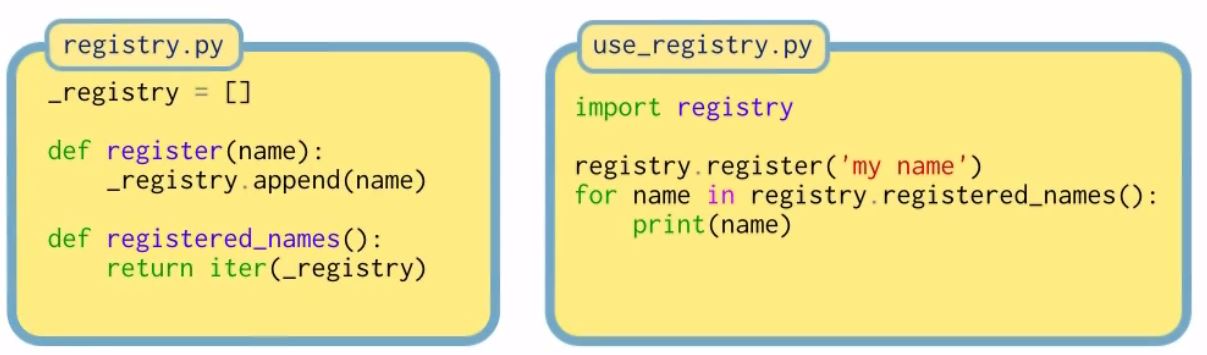 registry.py
_registry = []
def register(name):
    _registry.append(name)
def registered_names():
    return iter(_registry)
use_registry.py
import registry
registry.register('my name')
for name in registry.registered_names():
    print(name)